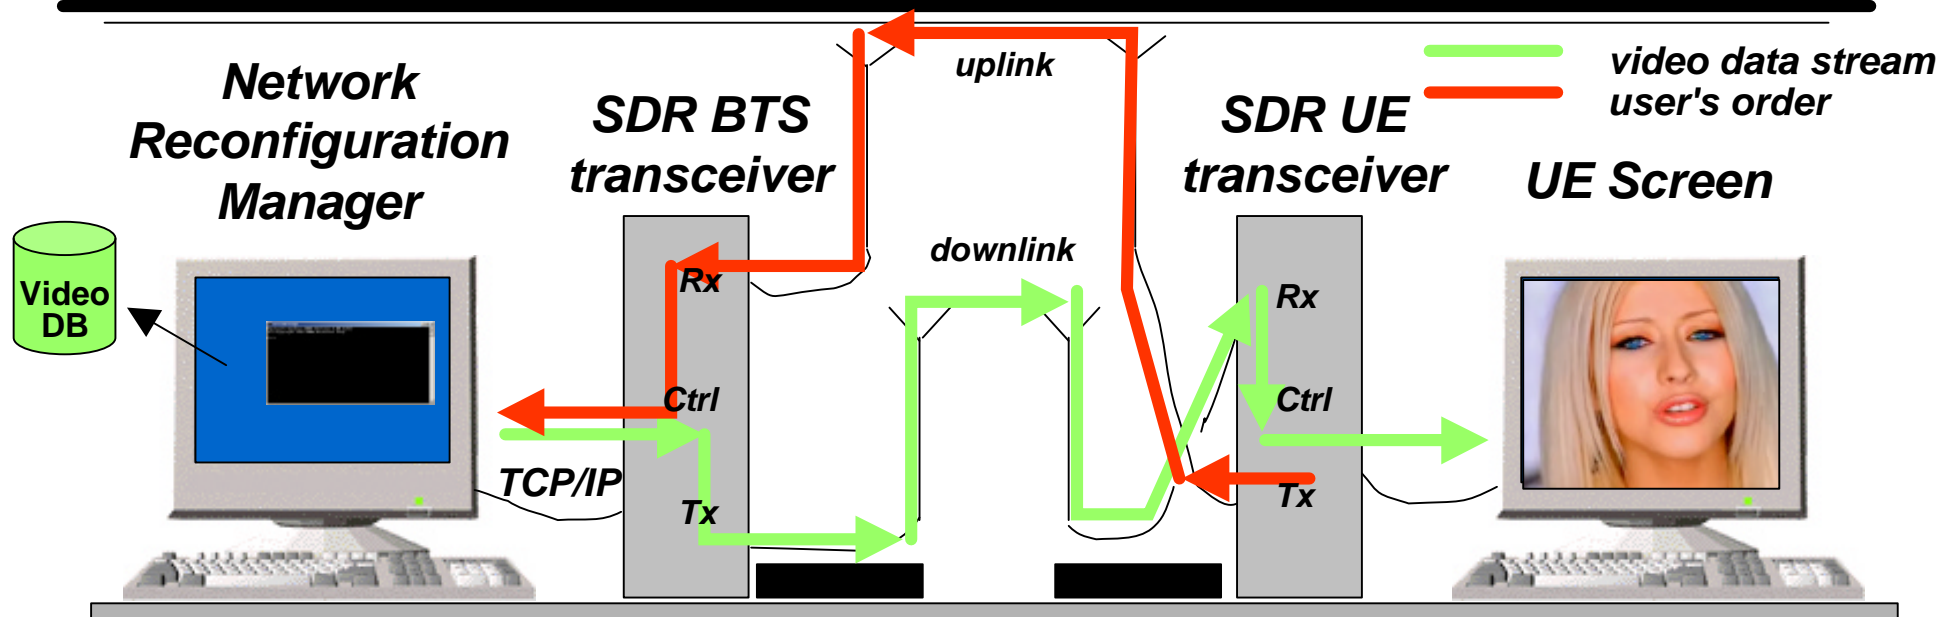 Network
Reconfiguration
Manager
SDR BTS
transceiver
uplink
SDR UE
transceiver
video data stream
user's order
UE Screen
Video
DB
downlink
Rx
Ctrl
Tx
TCP/IP
Rx
Ctrl
Tx